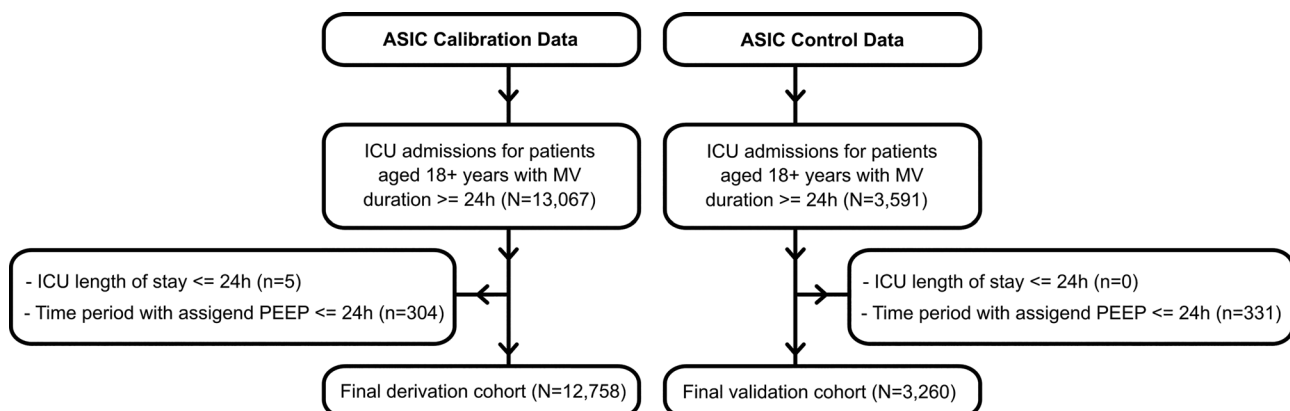 ASIC Calibration Data
ASIC Control Data
ICU admissions for patients
aged 18+ years with MV
duration >= 24h (N=13,067)
ICU admissions for patients
aged 18+ years with MV
duration >= 24h (N=3,591)
- ICU length of stay <= 24h (n=5)
- Time period with assigend PEEP <= 24h (n=304)
- ICU length of stay <= 24h (n=0)
- Time period with assigend PEEP <= 24h (n=331)
Final derivation cohort (N=12,758)
Final validation cohort (N=3,260)